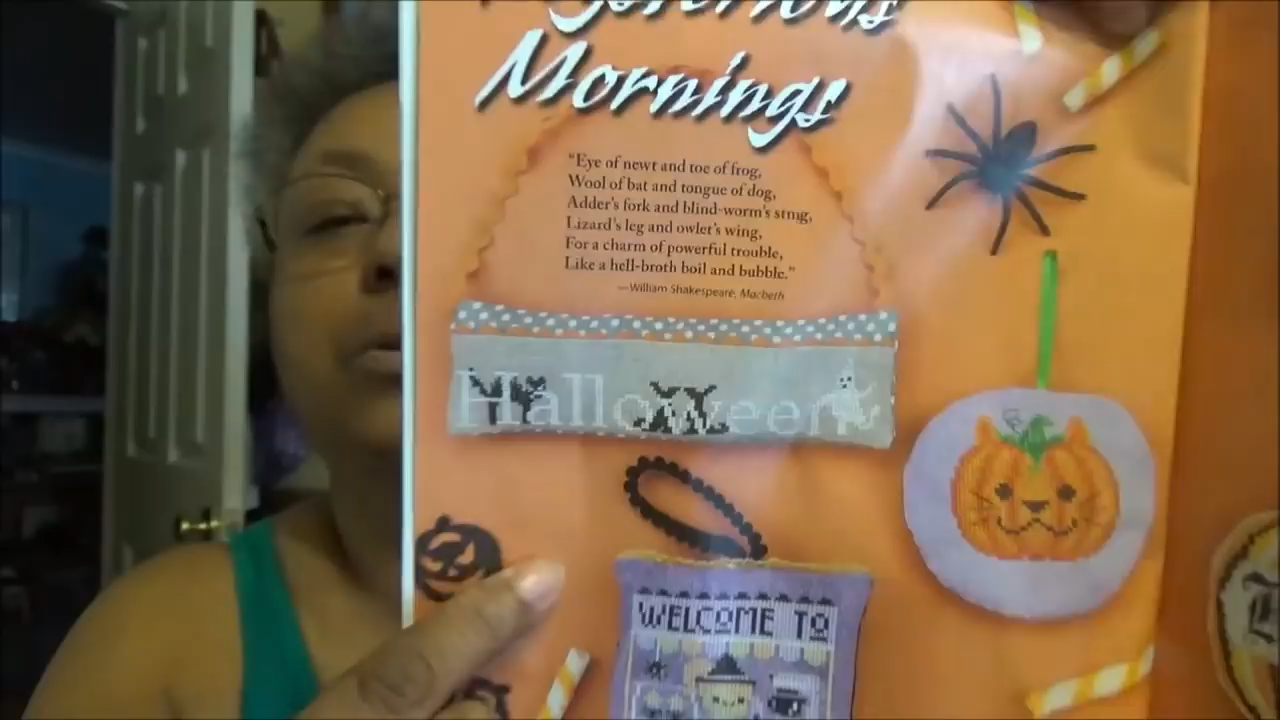 Mornings
“Eye of newt and toe of frog,
Wool of bat and tongue of dog,
Adder's fork and blind-worm's sting,
Lizard's leg and owlet's wing,
For a charm of powerful trouble,
Like a hell-broth boil and bubble.”
—William Shakespeare, Macbeth
Halloween
WELCOME TO